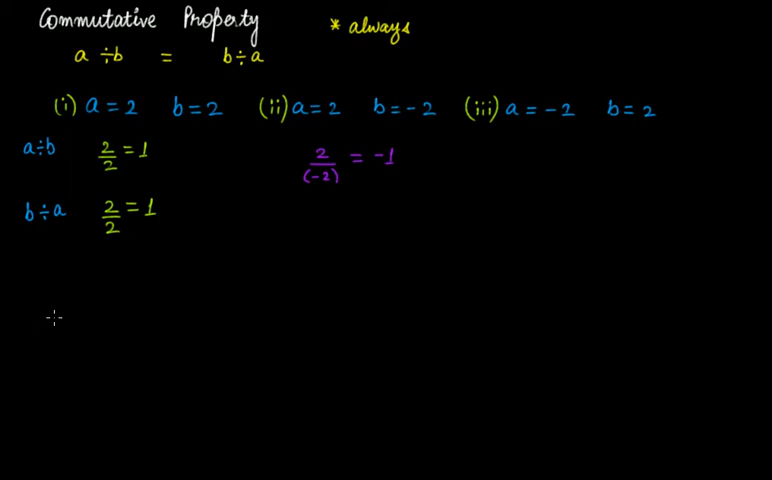 Commutative Property * always
a ÷ b = b ÷ a
(i) a = 2 b = 2 (ii) a = 2 b = -2 (iii) a = -2 b = 2
a ÷ b 2/2 = 1 2/(-2) = -1
b ÷ a 2/2 = 1